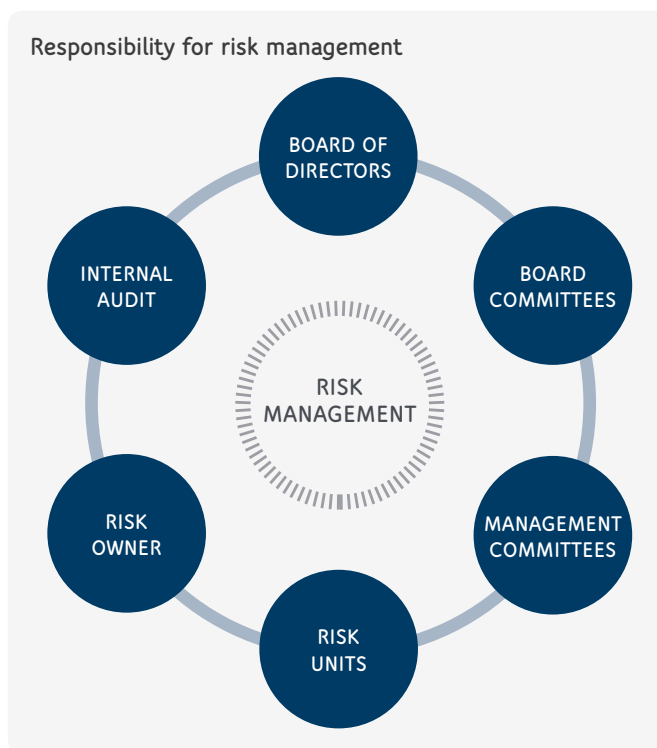 Responsibility for risk management
BOARD OF
DIRECTORS
INTERNAL
AUDIT
BOARD
COMMITTEES
RISK
MANAGEMENT
RISK
OWNER
MANAGEMENT
COMMITTEES
RISK
UNITS